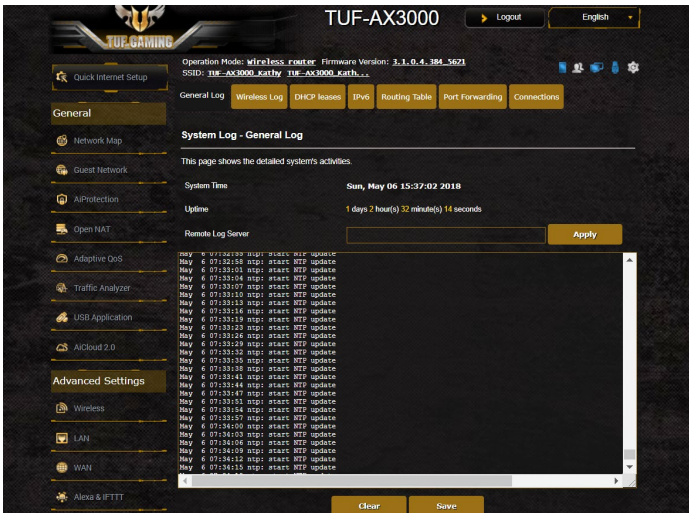 TUF-AX3000
Logout
English
TUF GAMING
Operation Mode: Wireless router Firmware Version: 3.1.0.4.384_5621
SSID: TUF-AX3000_Kathy TUF-AX3000_Kath...
Quick Internet Setup
General Log
Wireless Log
DHCP leases
IPv6
Routing Table
Port Forwarding
Connections
General
Network Map
Guest Network
AiProtection
Open NAT
Adaptive QoS
Traffic Analyzer
USB Application
AiCloud 2.0
Advanced Settings
Wireless
LAN
WAN
Alexa & IFTTT
System Log - General Log
This page shows the detailed system's activities.
System Time
Sun, May 06 15:37:02 2018
Uptime
1 days 2 hour(s) 32 minute(s) 14 seconds
Remote Log Server
Apply
May 6 07:32:55 ntp: start NTP update
May 6 07:32:58 ntp: start NTP update
May 6 07:33:01 ntp: start NTP update
May 6 07:33:04 ntp: start NTP update
May 6 07:33:07 ntp: start NTP update
May 6 07:33:10 ntp: start NTP update
May 6 07:33:13 ntp: start NTP update
May 6 07:33:16 ntp: start NTP update
May 6 07:33:19 ntp: start NTP update
May 6 07:33:23 ntp: start NTP update
May 6 07:33:26 ntp: start NTP update
May 6 07:33:29 ntp: start NTP update
May 6 07:33:32 ntp: start NTP update
May 6 07:33:35 ntp: start NTP update
May 6 07:33:38 ntp: start NTP update
May 6 07:33:41 ntp: start NTP update
May 6 07:33:44 ntp: start NTP update
May 6 07:33:47 ntp: start NTP update
May 6 07:33:51 ntp: start NTP update
May 6 07:33:54 ntp: start NTP update
May 6 07:33:57 ntp: start NTP update
May 6 07:34:00 ntp: start NTP update
May 6 07:34:03 ntp: start NTP update
May 6 07:34:06 ntp: start NTP update
May 6 07:34:09 ntp: start NTP update
May 6 07:34:12 ntp: start NTP update
May 6 07:34:15 ntp: start NTP update
Clear
Save